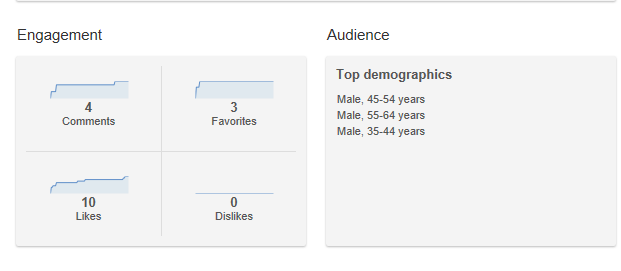 Engagement
Audience
4
Comments
3
Favorites
10
Likes
0
Dislikes
Top demographics
Male, 45-54 years
Male, 55-64 years
Male, 35-44 years